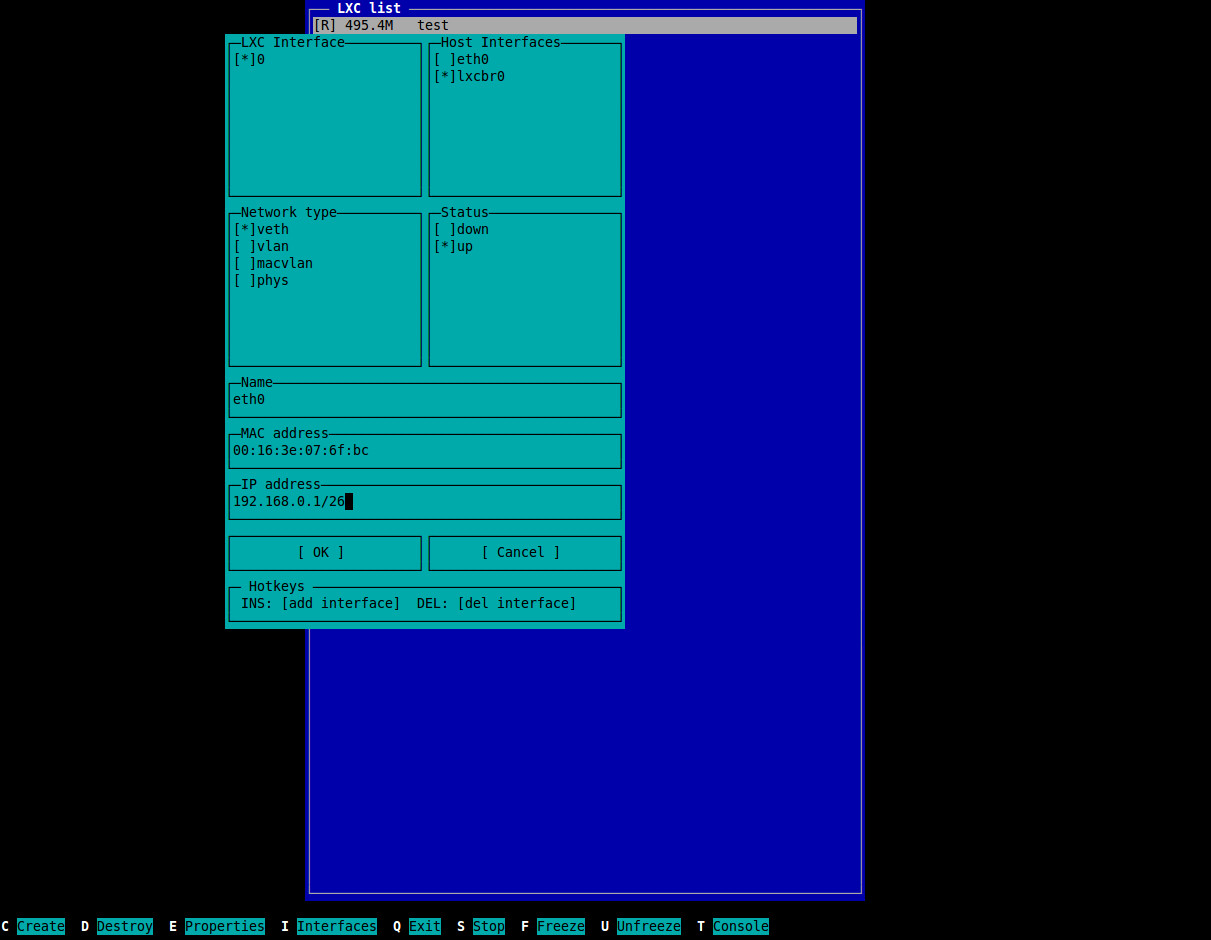 LXC list
[R] 495.4M test
LXC Interface
[*]0
Host Interfaces
[ ]eth0
[*]lxcbr0
Network type
[*]veth
[ ]vlan
[ ]macvlan
[ ]phys
Status
[ ]down
[*]up
Name
eth0
MAC address
00:16:3e:07:6f:bc
IP address
192.168.0.1/26
[ OK ]
[ Cancel ]
Hotkeys
INS: [add interface] DEL: [del interface]
C Create D Destroy E Properties I Interfaces Q Exit S Stop F Freeze U Unfreeze T Console